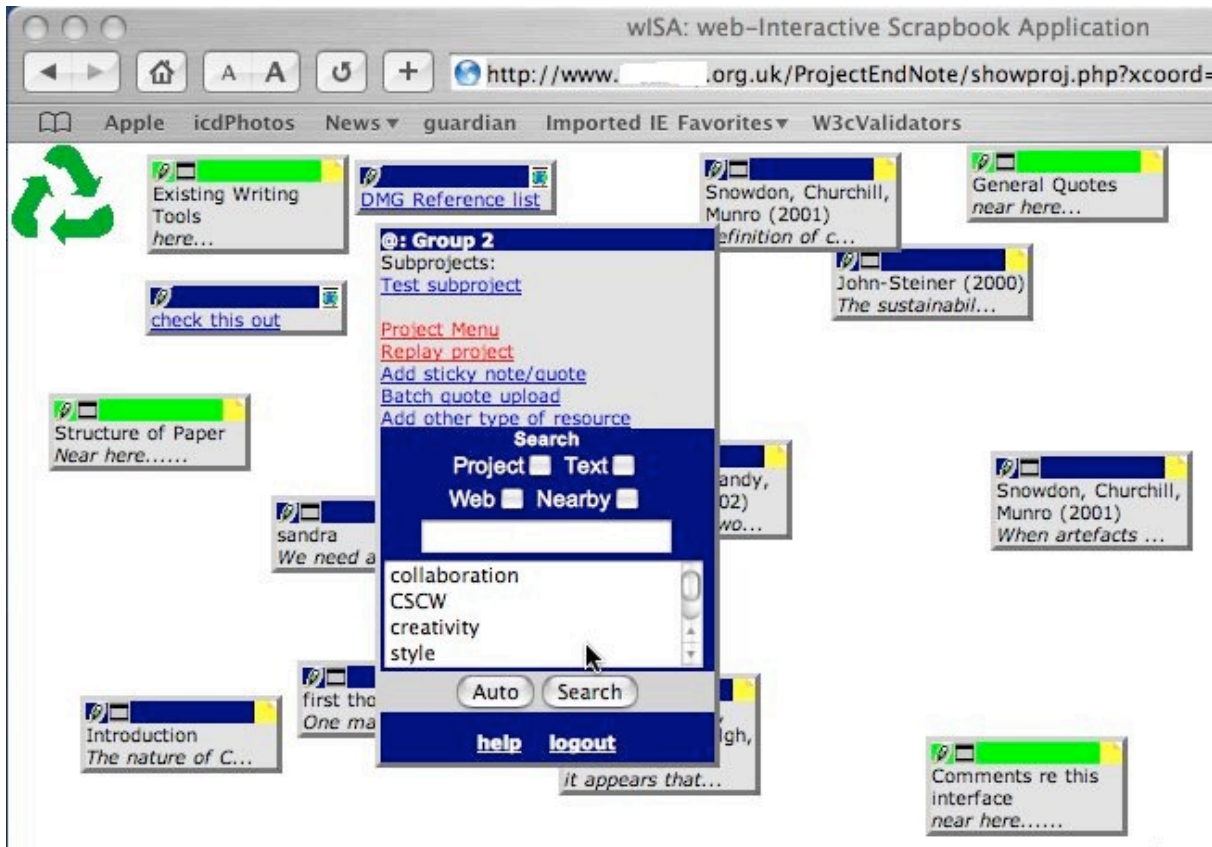 wISA: web-Interactive Scrapbook Application
A A
http://www. .org.uk/ProjectEndNote/showproj.php?xcoord=
Apple icdPhotos News guardian Imported IE Favorites W3cValidators
Existing Writing
Tools
here...
DMG Reference list
Snowdon, Churchill,
Munro (2001)
efinition of c...
General Quotes
near here...
John-Steiner (2000)
The sustainabil...
check this out
@: Group 2
Subprojects:
Test subproject
Project Menu
Replay project
Add sticky note/quote
Batch quote upload
Add other type of resource
Search
Project Text
Web Nearby
collaboration
CSCW
creativity
style
Auto Search
help logout
Structure of Paper
Near here......
andy,
02)
wo...
Snowdon, Churchill,
Munro (2001)
When artefacts ...
sandra
We need a
first tho
One ma
Introduction
The nature of C...
igh,
it appears that...
Comments re this
interface
near here......